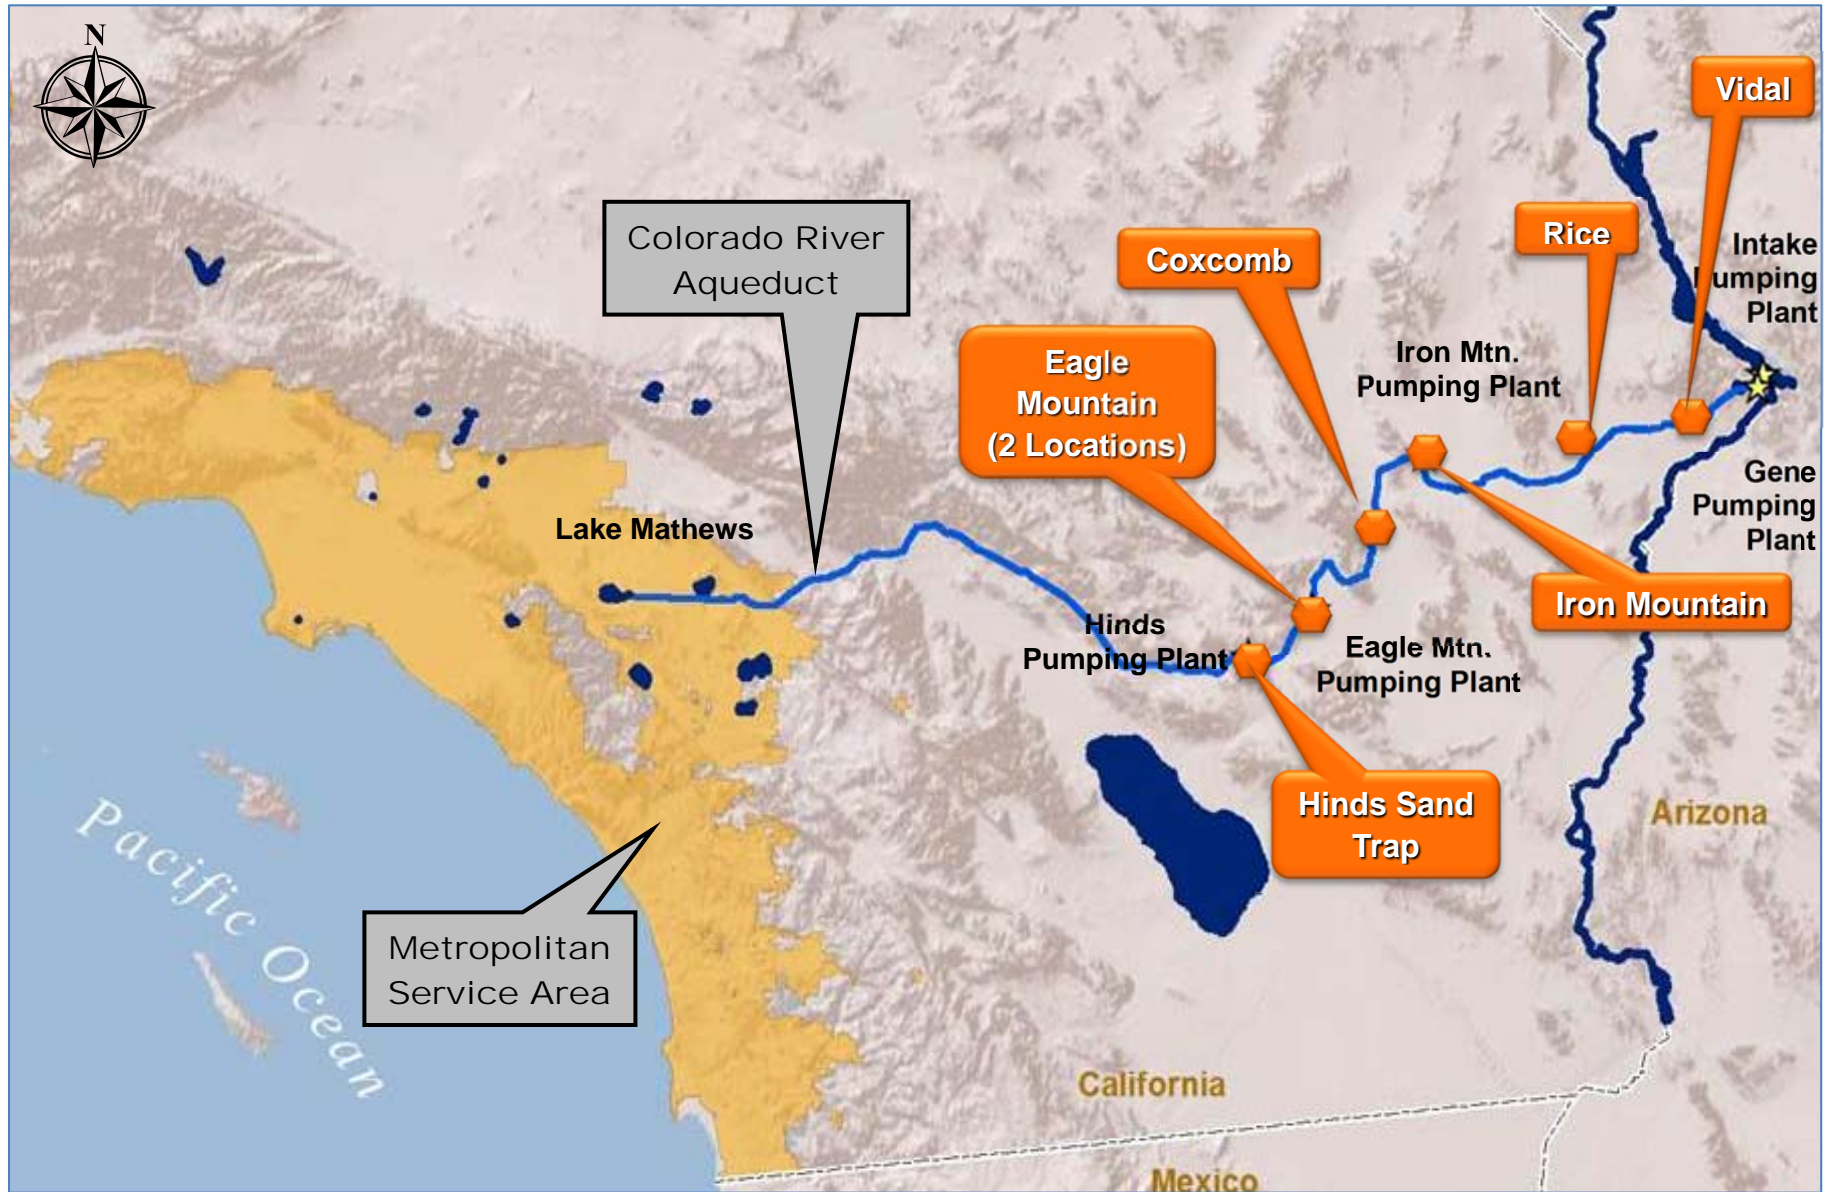 N
Vidal
Colorado River
Aqueduct
Rice
Coxcomb
Intake
Pumping
Plant
Eagle
Mountain
(2 Locations)
Iron Mtn.
Pumping Plant
Gene
Pumping
Plant
Lake Mathews
Iron Mountain
Hinds
Pumping Plant
Eagle Mtn.
Pumping Plant
Hinds Sand
Trap
Arizona
Pacific Ocean
Metropolitan
Service Area
California
Mexico